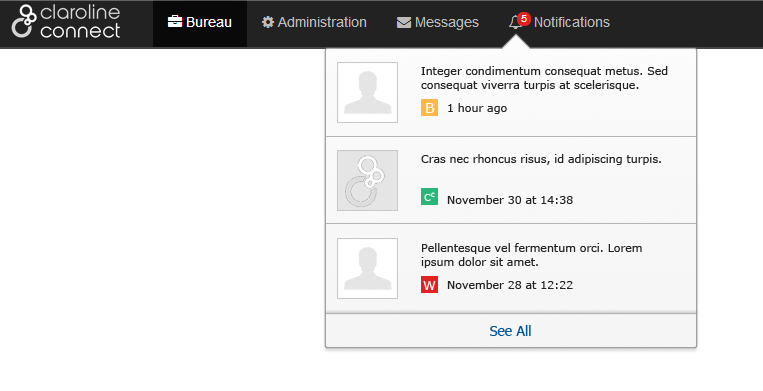 claroline
connect
Bureau
Administration
Messages
5
Notifications
Integer condimentum consequat metus. Sed
consequat viverra turpis at scelerisque.
B 1 hour ago
Cras nec rhoncus risus, id adipiscing turpis.
Cc November 30 at 14:38
Pellentesque vel fermentum orci. Lorem
ipsum dolor sit amet.
W November 28 at 12:22
See All